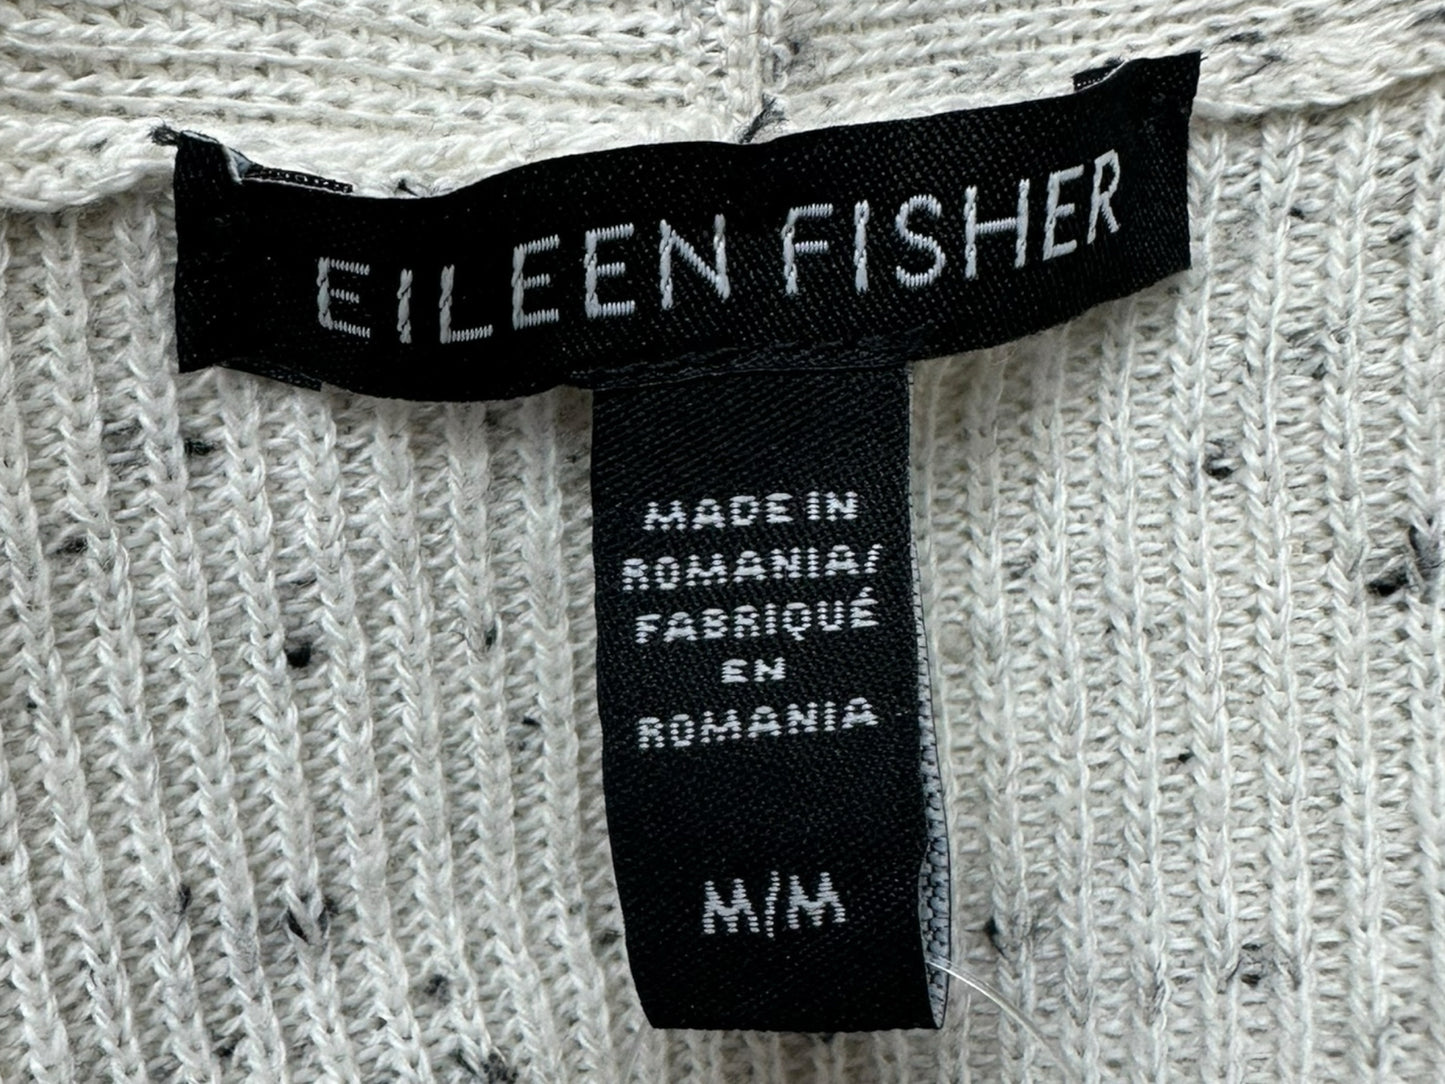 EILEEN FISHER
MADE IN
ROMANIA/
FABRIQUÉ
EN
ROMANIA
M/M